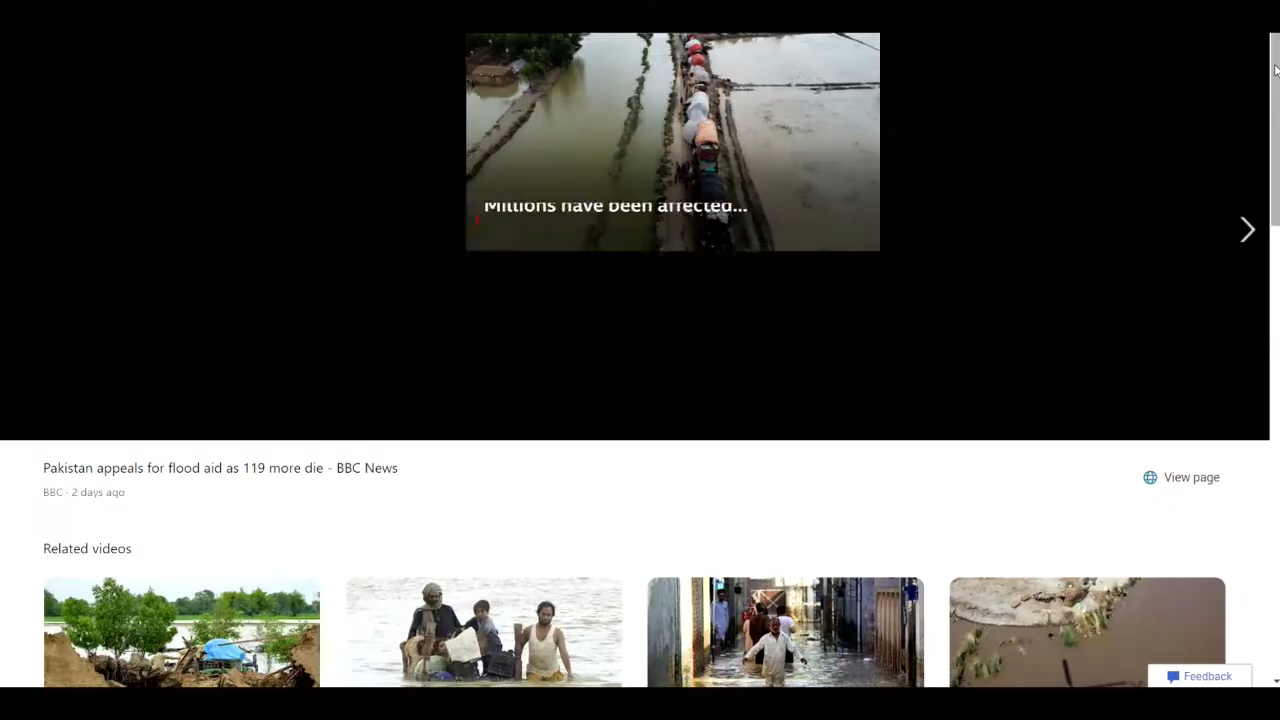 Millions have been affected...
Pakistan appeals for flood aid as 119 more die - BBC News
BBC · 2 days ago
View page
Related videos
Feedback